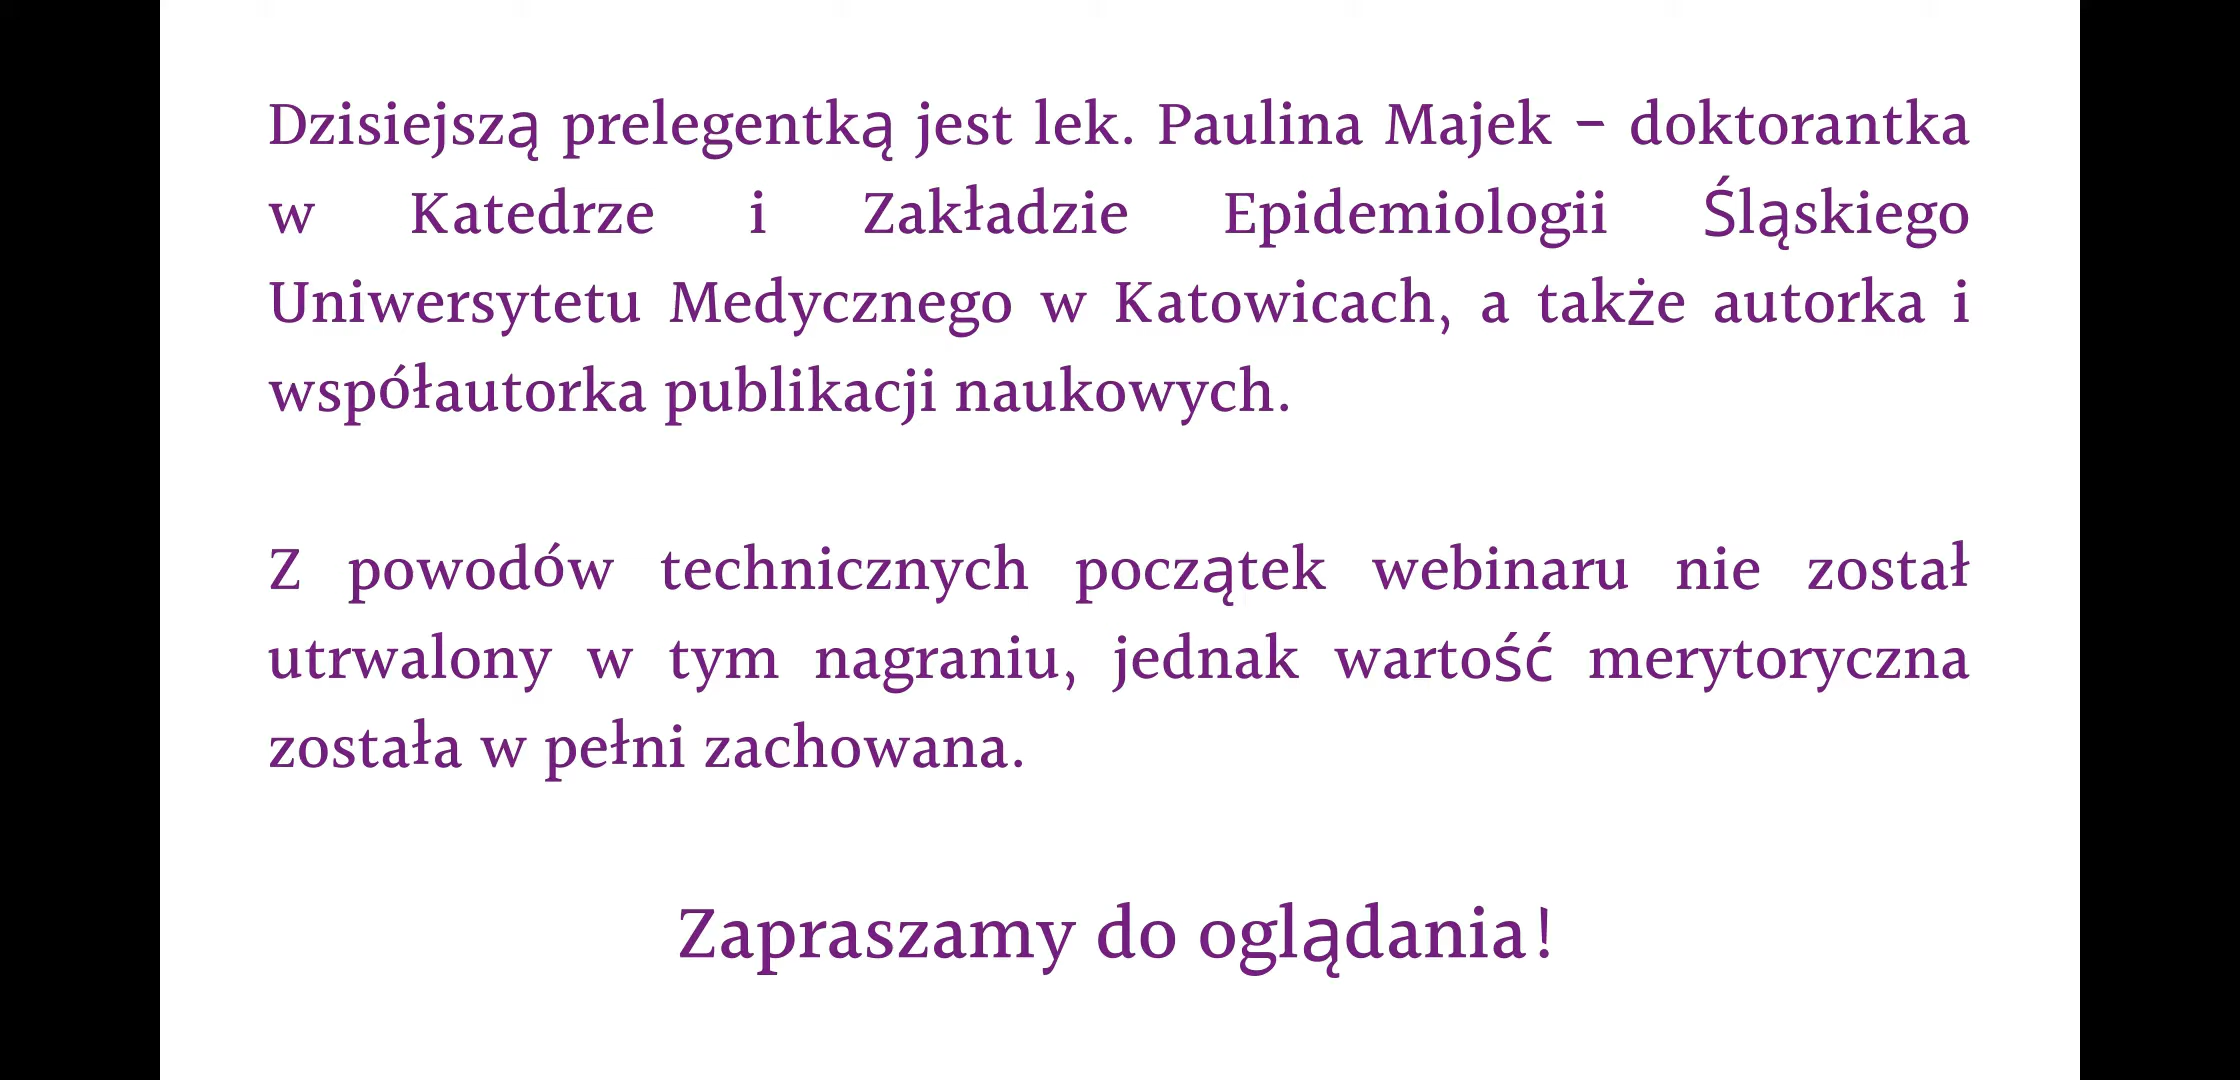 Dzisiejszą prelegentką jest lek. Paulina Majek – doktorantka
w Katedrze i Zakładzie Epidemiologii Śląskiego
Uniwersytetu Medycznego w Katowicach, a także autorka i
współautorka publikacji naukowych.
Z powodów technicznych początek webinaru nie został
utrwalony w tym nagraniu, jednak wartość merytoryczna
została w pełni zachowana.
Zapraszamy do oglądania!